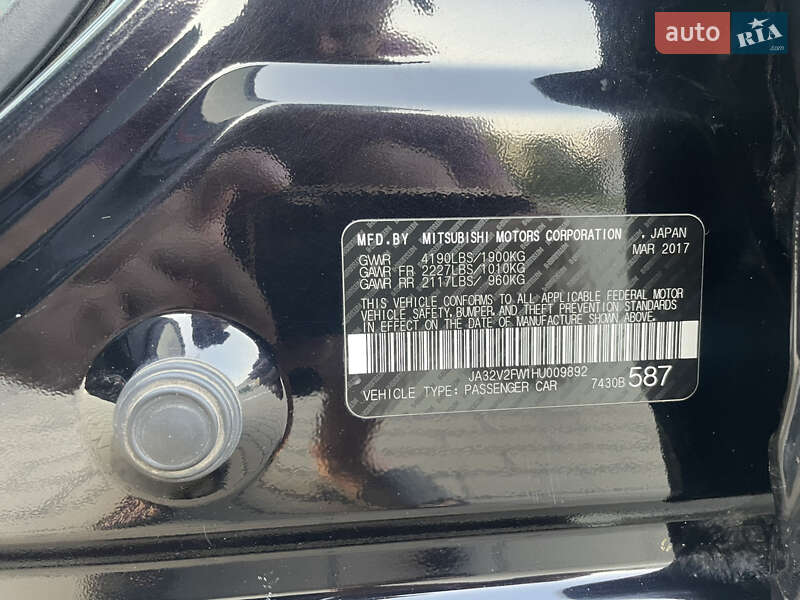 auto RIA .com
MFD.BY MITSUBISHI MOTORS CORPORATION , JAPAN
MAR 2017
GVWR 4190LBS/1900KG
GAWR FR 2227LBS/1010KG
GAWR RR 2117LBS/ 960KG
THIS VEHICLE CONFORMS TO ALL APPLICABLE FEDERAL MOTOR
VEHICLE SAFETY, BUMPER, AND THEFT PREVENTION STANDARDS
IN EFFECT ON THE DATE OF MANUFACTURE SHOWN ABOVE.
JA32V2FW1HU009892
VEHICLE TYPE: PASSENGER CAR 7430B 587